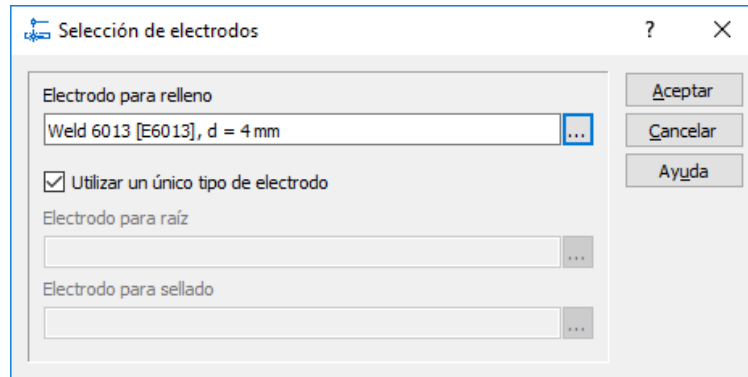 Selección de electrodos
?
Electrodo para relleno
Weld 6013 [E6013], d = 4 mm
...
Utilizar un único tipo de electrodo
Electrodo para raíz
...
Electrodo para sellado
...
Aceptar
Cancelar
Ayuda